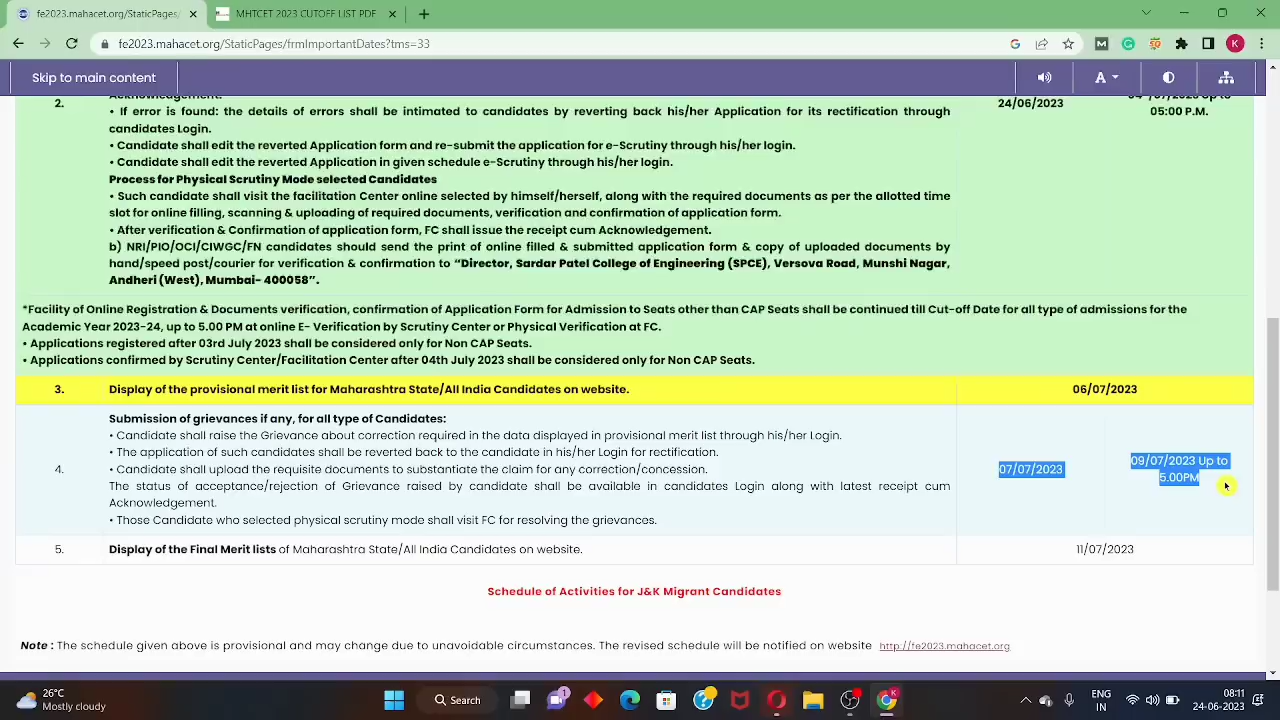 fe2023.mahacet.org/StaticPages/
MHTCET 2023 CUTOFF LIST PDF
fe2023.mahacet.org/StaticPages/frmImportantDates?tms=33
K
Skip to main content
A
Acknowledgement.
2.
24/06/2023
05:00 P.M.
• If error is found: the details of errors shall be intimated to candidates by reverting back his/her Application for its rectification through
candidates Login.
• Candidate shall edit the reverted Application form and re-submit the application for e-Scrutiny through his/her login.
• Candidate shall edit the reverted Application in given schedule e-Scrutiny through his/her login.
Process for Physical Scrutiny Mode selected Candidates
• Such candidate shall visit the facilitation Center online selected by himself/herself, along with the required documents as per the allotted time
slot for online filling, scanning & uploading of required documents, verification and confirmation of application form.
• After verification & Confirmation of application form, FC shall issue the receipt cum Acknowledgement.
b) NRI/PIO/OCI/CIWGC/FN candidates should send the print of online filled & submitted application form & copy of uploaded documents by
hand/speed post/courier for verification & confirmation to “Director, Sardar Patel College of Engineering (SPCE), Versova Road, Munshi Nagar,
Andheri (West), Mumbai- 400058”.
*Facility of Online Registration & Documents verification, confirmation of Application Form for Admission to Seats other than CAP Seats shall be continued till Cut-off Date for all type of admissions for the
Academic Year 2023-24, up to 5.00 PM at online E- Verification by Scrutiny Center or Physical Verification at FC.
• Applications registered after 03rd July 2023 shall be considered only for Non CAP Seats.
• Applications confirmed by Scrutiny Center/Facilitation Center after 04th July 2023 shall be considered only for Non CAP Seats.
3. Display of the provisional merit list for Maharashtra State/All India Candidates on website. 06/07/2023
Submission of grievances if any, for all type of Candidates:
• Candidate shall raise the Grievance about correction required in the data displayed in provisional merit list through his/her Login.
• The application of such candidates shall be reverted back to the candidate in his/her Login for rectification.
4. • Candidate shall upload the requisite documents to substantiate the claim for any correction/concession. 07/07/2023 09/07/2023 Up to
5.00PM
The status of acceptance/rejection of Grievance raised by candidate shall be available in candidates Login along with latest receipt cum
Acknowledgement.
• Those Candidate who selected physical scrutiny mode shall visit FC for resolving the grievances.
5. Display of the Final Merit lists of Maharashtra State/All India Candidates on website. 11/07/2023
Schedule of Activities for J&K Migrant Candidates
Note : The schedule given above is provisional and may change due to unavoidable circumstances. The revised schedule will be notified on website http://fe2023.mahacet.org
26°C
Mostly cloudy
Search
ENG
IN
08:11
24-06-2023